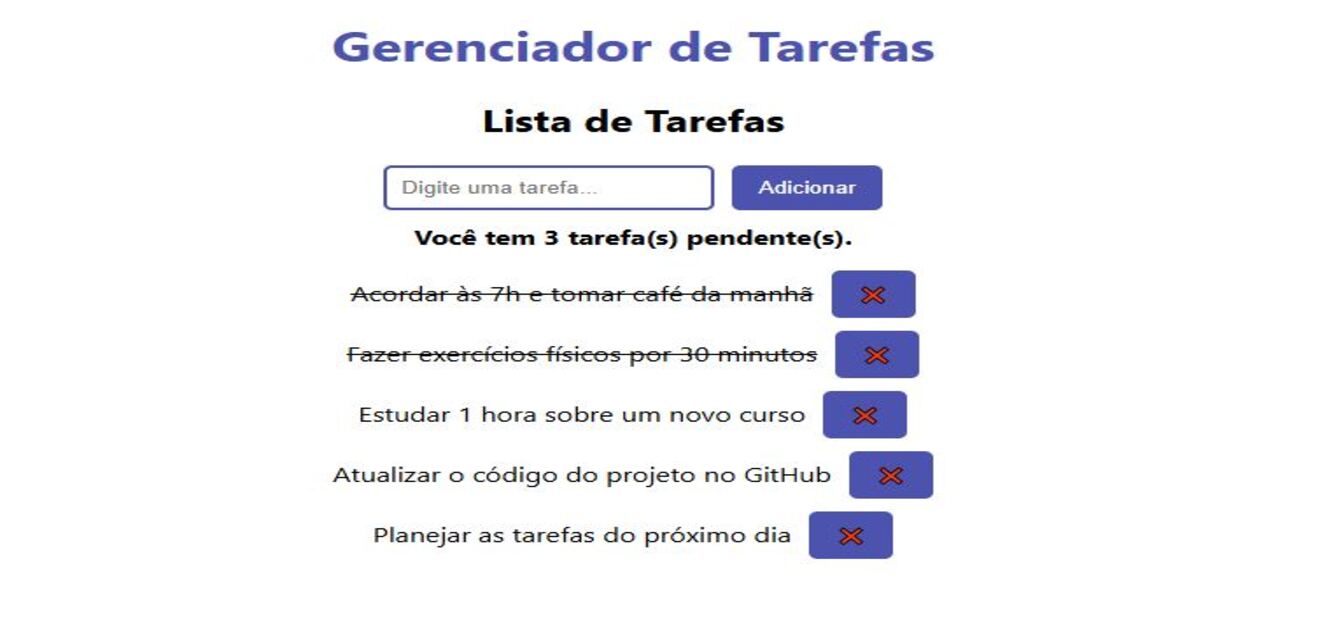 Gerenciador de Tarefas
Lista de Tarefas
Digite uma tarefa... Adicionar
Você tem 3 tarefa(s) pendente(s).
Acordar às 7h e tomar café da manhã
Fazer exercícios físicos por 30 minutos
Estudar 1 hora sobre um novo curso
Atualizar o código do projeto no GitHub
Planejar as tarefas do próximo dia